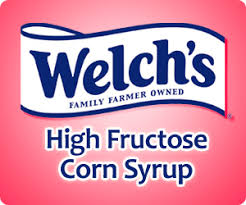 Welch's
FAMILY FARMER OWNED
High Fructose
Corn Syrup